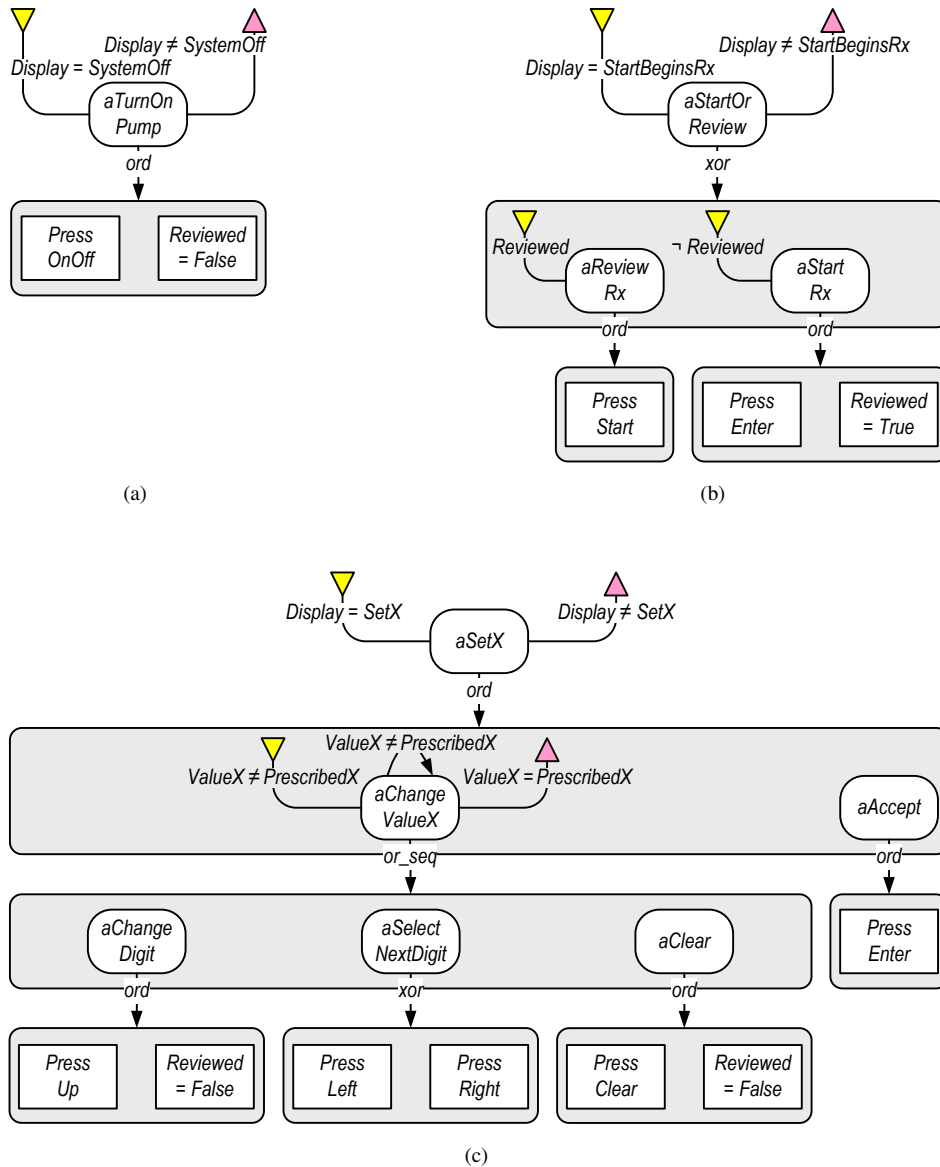 Display ≠ SystemOff
Display = SystemOff
aTurnOn
Pump
ord
Press
OnOff
Reviewed
= False
(a)
Display ≠ StartBeginsRx
Display = StartBeginsRx
aStartOr
Review
xor
Reviewed
¬ Reviewed
aReview
Rx
aStart
Rx
ord
ord
Press
Start
Press
Enter
Reviewed
= True
(b)
Display = SetX
Display ≠ SetX
aSetX
ord
ValueX ≠ PrescribedX
ValueX ≠ PrescribedX
ValueX = PrescribedX
aChange
ValueX
aAccept
or_seq
ord
aChange
Digit
aSelect
NextDigit
aClear
Press
Enter
ord
xor
ord
Press
Up
Reviewed
= False
Press
Left
Press
Right
Press
Clear
Reviewed
= False
(c)